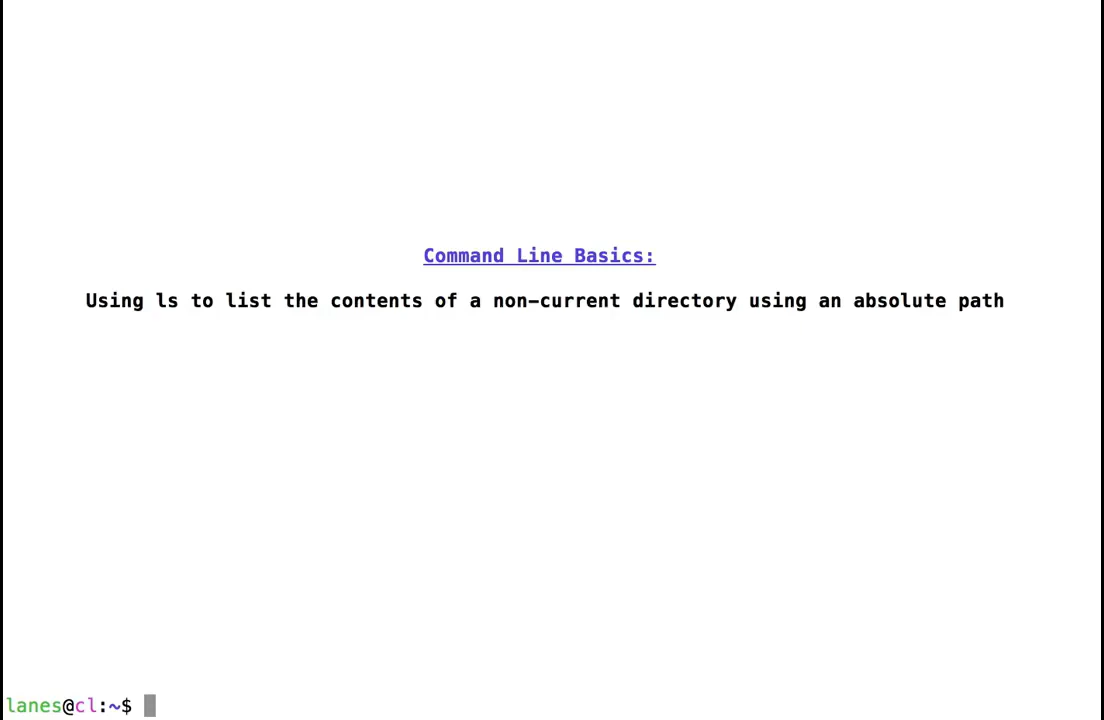 Command Line Basics:
Using ls to list the contents of a non-current directory using an absolute path
lanes@cl:~$